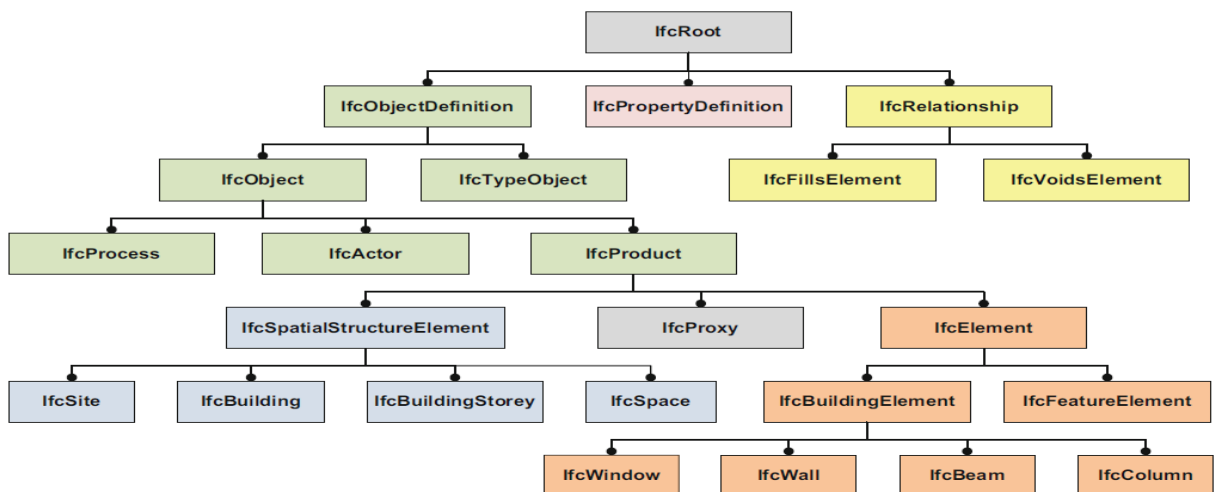 IfcRoot
IfcObjectDefinition
IfcPropertyDefinition
IfcRelationship
IfcObject
IfcTypeObject
IfcFillsElement
IfcVoidsElement
IfcProcess
IfcActor
IfcProduct
IfcSpatialStructureElement
IfcProxy
IfcElement
IfcSite
IfcBuilding
IfcBuildingStorey
IfcSpace
IfcBuildingElement
IfcFeatureElement
IfcWindow
IfcWall
IfcBeam
IfcColumn